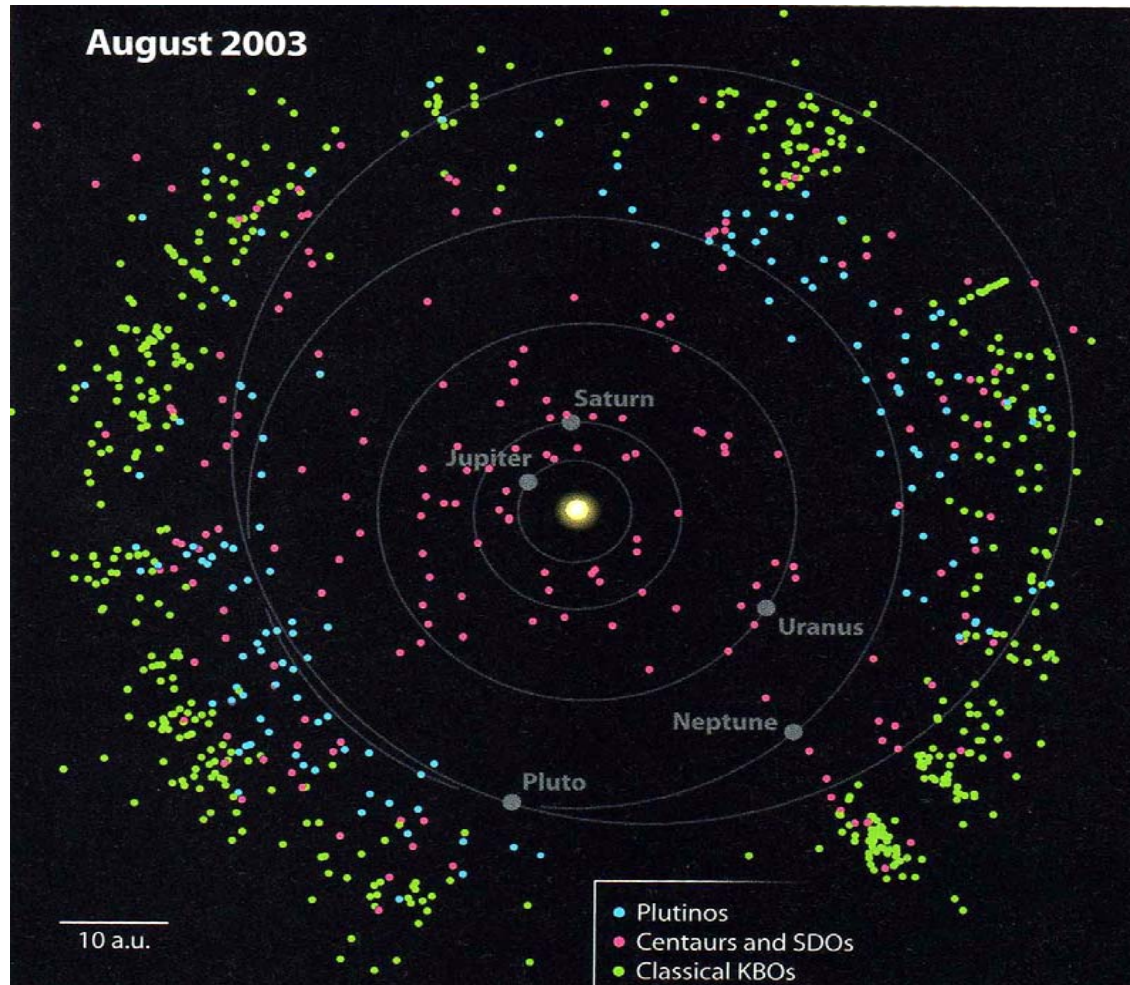 August 2003
Saturn
Jupiter
Uranus
Neptune
Pluto
10 a.u.
Plutinos
Centaurs and SDOs
Classical KBOs